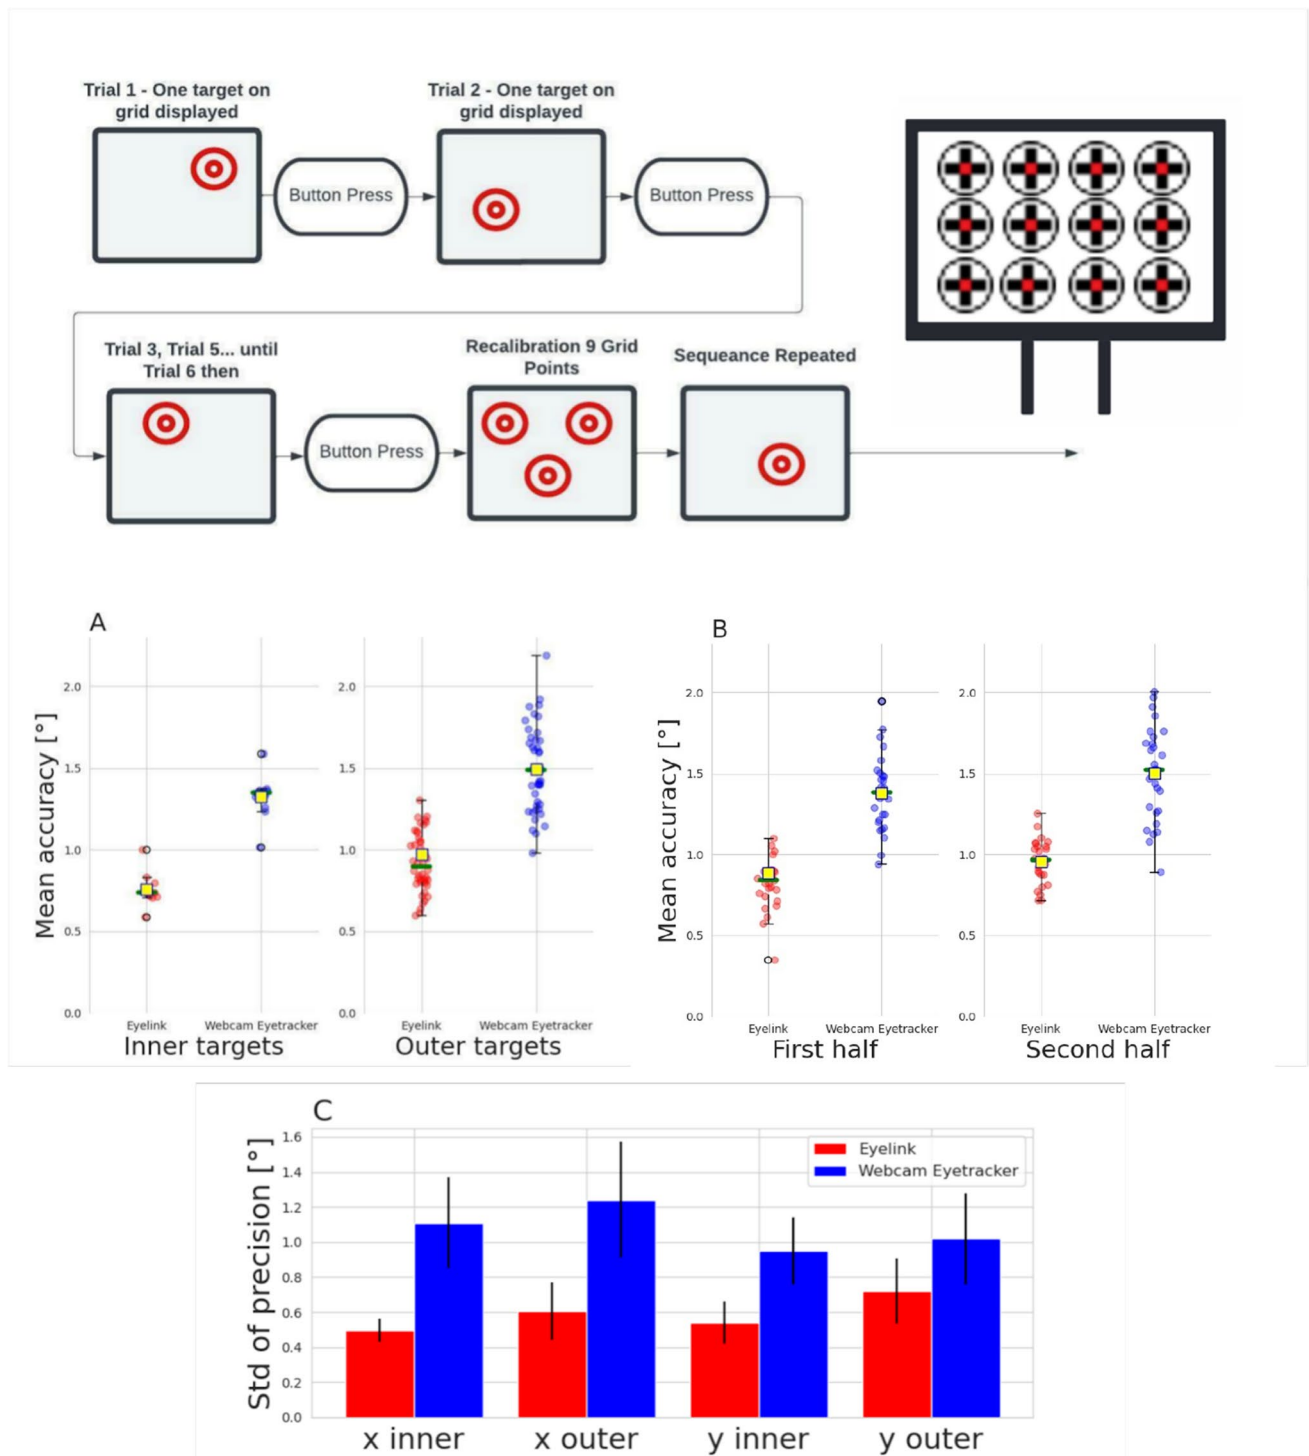 Trial 1 - One target on
grid displayed
Trial 2 - One target on
grid displayed
Button Press
Button Press
Trial 3, Trial 5... until
Trial 6 then
Recalibration 9 Grid
Points
Sequeance Repeated
Button Press
A
Mean accuracy [°]
2.0
1.5
1.0
0.5
0.0
Eyelink
Webcam Eyetracker
Inner targets
2.0
1.5
1.0
0.5
0.0
Eyelink
Webcam Eyetracker
Outer targets
B
Mean accuracy [°]
2.0
1.5
1.0
0.5
0.0
Eyelink
Webcam Eyetracker
First half
2.0
1.5
1.0
0.5
0.0
Eyelink
Webcam Eyetracker
Second half
C
Std of precision [°]
1.6
1.4
1.2
1.0
0.8
0.6
0.4
0.2
0.0
Eyelink
Webcam Eyetracker
x inner
x outer
y inner
y outer